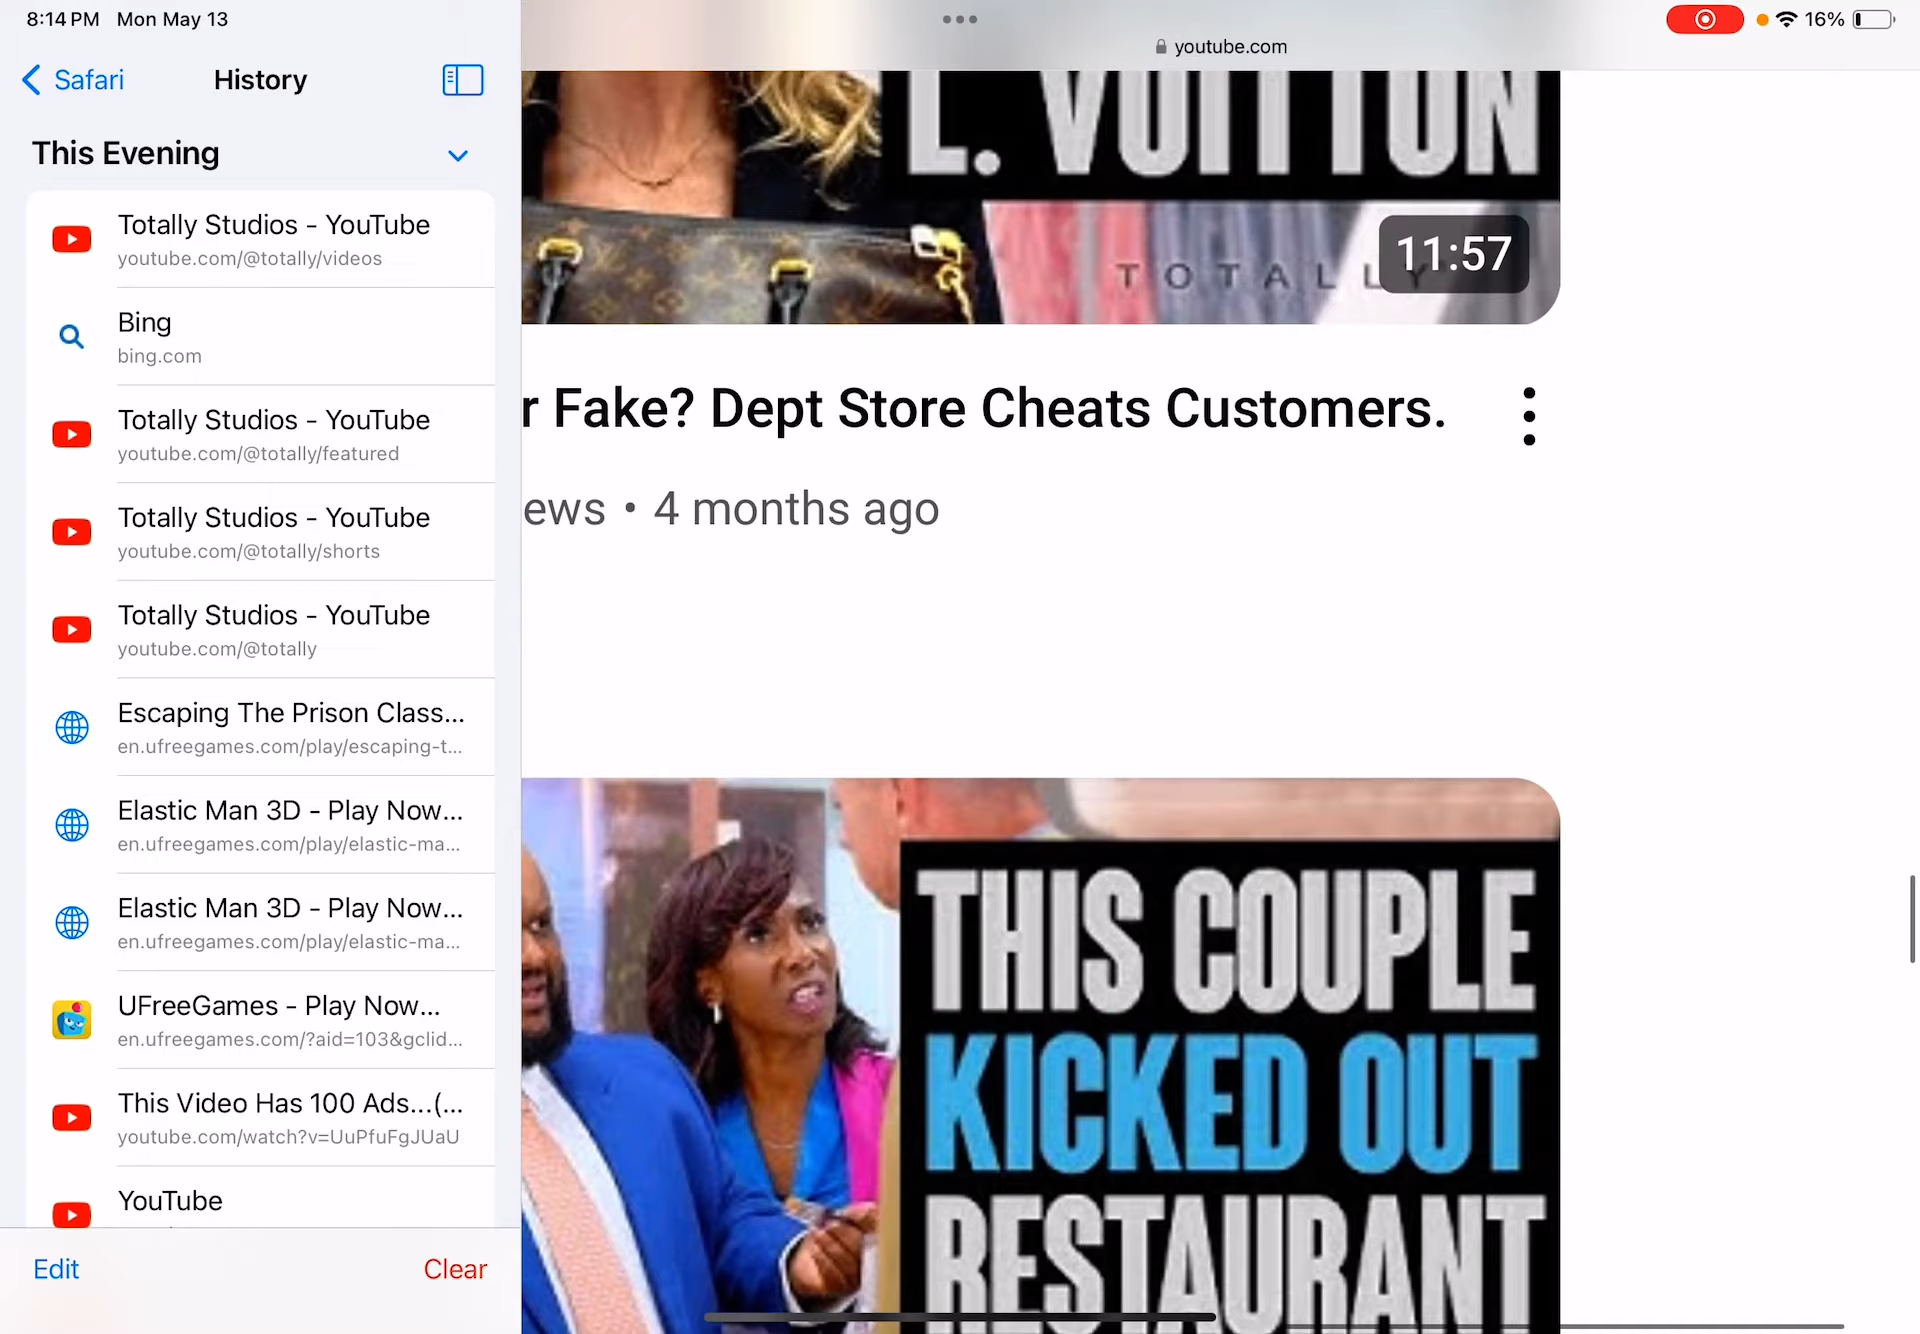 8:14 PM Mon May 13
youtube.com
16%
Safari
History
This Evening
Totally Studios - YouTube
youtube.com/@totally/videos
Bing
bing.com
Totally Studios - YouTube
youtube.com/@totally/featured
Totally Studios - YouTube
youtube.com/@totally/shorts
Totally Studios - YouTube
youtube.com/@totally
Escaping The Prison Class...
en.ufreegames.com/play/escaping-t...
Elastic Man 3D - Play Now...
en.ufreegames.com/play/elastic-ma...
Elastic Man 3D - Play Now...
en.ufreegames.com/play/elastic-ma...
UFreeGames - Play Now...
en.ufreegames.com/?aid=103&gclid...
This Video Has 100 Ads...(...
youtube.com/watch?v=UuPfuFgJUaU
YouTube
Edit
Clear
L. VUITTON
TOTALLY
11:57
r Fake? Dept Store Cheats Customers.
ews • 4 months ago
THIS COUPLE
KICKED OUT
RESTAURANT